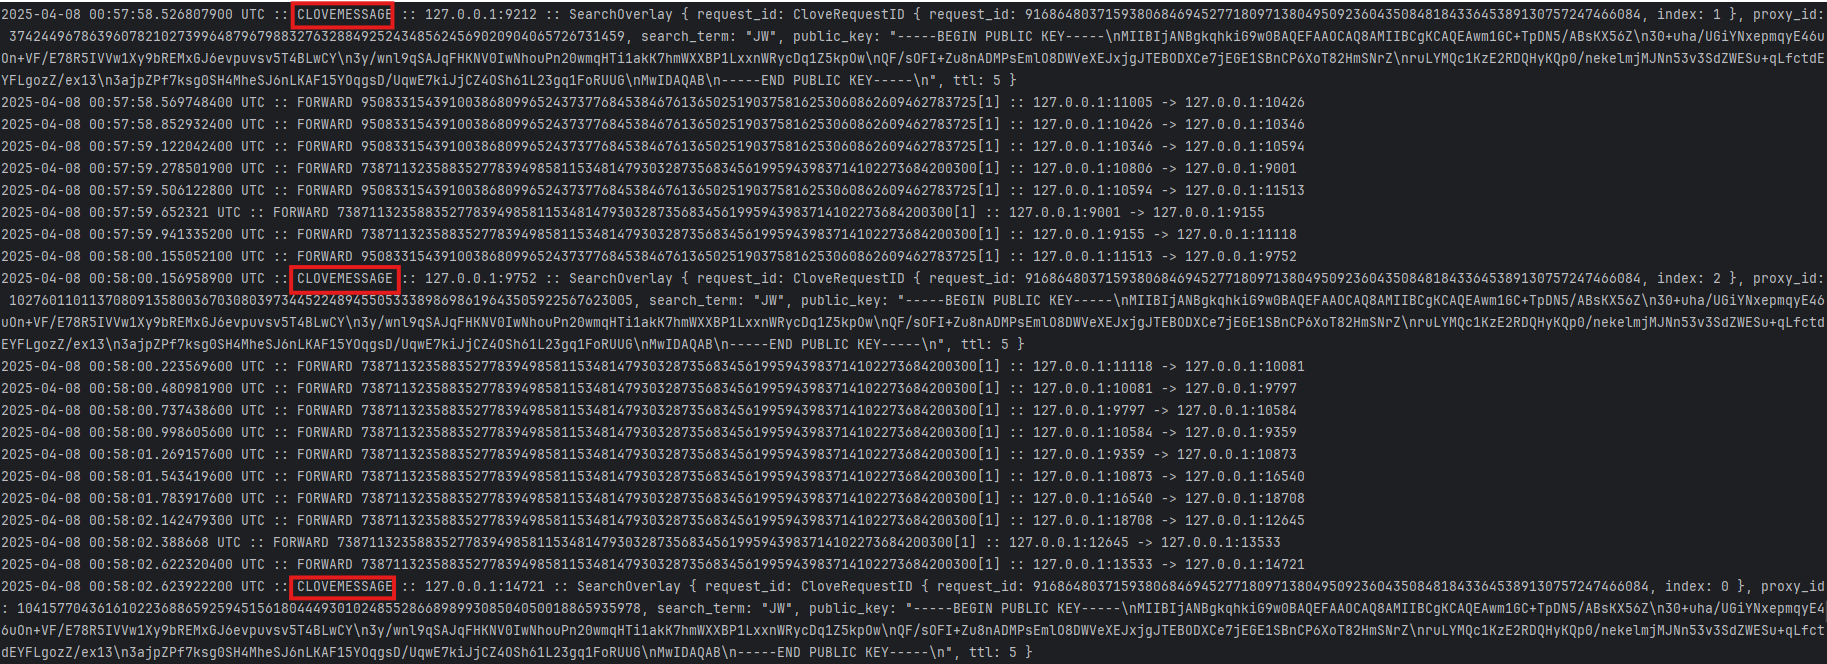 2025-04-08 00:57:58.526807900 UTC :: CLOVEMESSAGE :: 127.0.0.1:9212 :: SearchOverlay { request_id: CloveRequestID { request_id: 91686480371593806846945277180971380495092360435084818433645389130757247466084, index: 1 }, proxy_id:
37424496786396078210273996487967988327632884925243485624569020904065726731459, search_term: "JW", public_key: "-----BEGIN PUBLIC KEY-----\nMIIBIjANBgkqhkiG9w0BAQEFAAOCAQ8AMIIBCgKCAQEAwm1GC+TpDN5/ABsKX56Z\n30+uha/UGiYNxepmqyE46u
On+VF/E78R5IVVw1Xy9bREMxGJ6evpuvsv5T4BLwCY\n3y/wnl9qSAJqFHKNV0IwNhouPn20wmqHTi1akK7hmWXXBP1LxxnWRycDq1Z5kpOw\nQF/sOFI+Zu8nADMPsEmlO8DWVeXEJxjgJTEBODXCe7jEGE1SBnCP6XoT82HmSNrZ\nruLYMQc1KzE2RDQHyKQp0/nekelmjMJNn53v3SdZWESu+qLfctdE
YFLgozZ/ex13\n3ajpZPf7ksg0SH4MheSJ6nLKAF15YOqgsD/UqwE7kiJjCZ4OSh61L23gq1FoRUUG\nMwIDAQAB\n-----END PUBLIC KEY-----\n", ttl: 5 }
2025-04-08 00:57:58.569748400 UTC :: FORWARD 95083315439100386809965243737768453846761365025190375816253060862609462783725[1] :: 127.0.0.1:11005 -> 127.0.0.1:10426
2025-04-08 00:57:58.852932400 UTC :: FORWARD 95083315439100386809965243737768453846761365025190375816253060862609462783725[1] :: 127.0.0.1:10426 -> 127.0.0.1:10346
2025-04-08 00:57:59.122042400 UTC :: FORWARD 95083315439100386809965243737768453846761365025190375816253060862609462783725[1] :: 127.0.0.1:10346 -> 127.0.0.1:10594
2025-04-08 00:57:59.278501900 UTC :: FORWARD 73871132358835277839498581153481479303287356834561995943983714102273684200300[1] :: 127.0.0.1:10806 -> 127.0.0.1:9001
2025-04-08 00:57:59.506122800 UTC :: FORWARD 95083315439100386809965243737768453846761365025190375816253060862609462783725[1] :: 127.0.0.1:10594 -> 127.0.0.1:11513
2025-04-08 00:57:59.652321 UTC :: FORWARD 73871132358835277839498581153481479303287356834561995943983714102273684200300[1] :: 127.0.0.1:9001 -> 127.0.0.1:9155
2025-04-08 00:57:59.941335200 UTC :: FORWARD 73871132358835277839498581153481479303287356834561995943983714102273684200300[1] :: 127.0.0.1:9155 -> 127.0.0.1:11118
2025-04-08 00:58:00.155052100 UTC :: FORWARD 95083315439100386809965243737768453846761365025190375816253060862609462783725[1] :: 127.0.0.1:11513 -> 127.0.0.1:9752
2025-04-08 00:58:00.156958900 UTC :: CLOVEMESSAGE :: 127.0.0.1:9752 :: SearchOverlay { request_id: CloveRequestID { request_id: 91686480371593806846945277180971380495092360435084818433645389130757247466084, index: 2 }, proxy_id:
102760110113708091358003670308039734452248945505333898698619643505922567623005, search_term: "JW", public_key: "-----BEGIN PUBLIC KEY-----\nMIIBIjANBgkqhkiG9w0BAQEFAAOCAQ8AMIIBCgKCAQEAwm1GC+TpDN5/ABsKX56Z\n30+uha/UGiYNxepmqyE46
uOn+VF/E78R5IVVw1Xy9bREMxGJ6evpuvsv5T4BLwCY\n3y/wnl9qSAJqFHKNV0IwNhouPn20wmqHTi1akK7hmWXXBP1LxxnWRycDq1Z5kpOw\nQF/sOFI+Zu8nADMPsEmlO8DWVeXEJxjgJTEBODXCe7jEGE1SBnCP6XoT82HmSNrZ\nruLYMQc1KzE2RDQHyKQp0/nekelmjMJNn53v3SdZWESu+qLfctd
EYFLgozZ/ex13\n3ajpZPf7ksg0SH4MheSJ6nLKAF15YOqgsD/UqwE7kiJjCZ4OSh61L23gq1FoRUUG\nMwIDAQAB\n-----END PUBLIC KEY-----\n", ttl: 5 }
2025-04-08 00:58:00.223569600 UTC :: FORWARD 73871132358835277839498581153481479303287356834561995943983714102273684200300[1] :: 127.0.0.1:11118 -> 127.0.0.1:10081
2025-04-08 00:58:00.480981900 UTC :: FORWARD 73871132358835277839498581153481479303287356834561995943983714102273684200300[1] :: 127.0.0.1:10081 -> 127.0.0.1:9797
2025-04-08 00:58:00.737438600 UTC :: FORWARD 73871132358835277839498581153481479303287356834561995943983714102273684200300[1] :: 127.0.0.1:9797 -> 127.0.0.1:10584
2025-04-08 00:58:00.998605600 UTC :: FORWARD 73871132358835277839498581153481479303287356834561995943983714102273684200300[1] :: 127.0.0.1:10584 -> 127.0.0.1:9359
2025-04-08 00:58:01.269157600 UTC :: FORWARD 73871132358835277839498581153481479303287356834561995943983714102273684200300[1] :: 127.0.0.1:9359 -> 127.0.0.1:10873
2025-04-08 00:58:01.543419600 UTC :: FORWARD 73871132358835277839498581153481479303287356834561995943983714102273684200300[1] :: 127.0.0.1:10873 -> 127.0.0.1:16540
2025-04-08 00:58:01.783917600 UTC :: FORWARD 73871132358835277839498581153481479303287356834561995943983714102273684200300[1] :: 127.0.0.1:16540 -> 127.0.0.1:18708
2025-04-08 00:58:02.142479300 UTC :: FORWARD 73871132358835277839498581153481479303287356834561995943983714102273684200300[1] :: 127.0.0.1:18708 -> 127.0.0.1:12645
2025-04-08 00:58:02.388668 UTC :: FORWARD 73871132358835277839498581153481479303287356834561995943983714102273684200300[1] :: 127.0.0.1:12645 -> 127.0.0.1:13533
2025-04-08 00:58:02.622320400 UTC :: FORWARD 73871132358835277839498581153481479303287356834561995943983714102273684200300[1] :: 127.0.0.1:13533 -> 127.0.0.1:14721
2025-04-08 00:58:02.623922200 UTC :: CLOVEMESSAGE :: 127.0.0.1:14721 :: SearchOverlay { request_id: CloveRequestID { request_id: 91686480371593806846945277180971380495092360435084818433645389130757247466084, index: 0 }, proxy_id
: 104157704361610223688659259451561804449301024855286689899308504050018865935978, search_term: "JW", public_key: "-----BEGIN PUBLIC KEY-----\nMIIBIjANBgkqhkiG9w0BAQEFAAOCAQ8AMIIBCgKCAQEAwm1GC+TpDN5/ABsKX56Z\n30+uha/UGiYNxepmqyE4
6uOn+VF/E78R5IVVw1Xy9bREMxGJ6evpuvsv5T4BLwCY\n3y/wnl9qSAJqFHKNV0IwNhouPn20wmqHTi1akK7hmWXXBP1LxxnWRycDq1Z5kpOw\nQF/sOFI+Zu8nADMPsEmlO8DWVeXEJxjgJTEBODXCe7jEGE1SBnCP6XoT82HmSNrZ\nruLYMQc1KzE2RDQHyKQp0/nekelmjMJNn53v3SdZWESu+qLfct
dEYFLgozZ/ex13\n3ajpZPf7ksg0SH4MheSJ6nLKAF15YOqgsD/UqwE7kiJjCZ4OSh61L23gq1FoRUUG\nMwIDAQAB\n-----END PUBLIC KEY-----\n", ttl: 5 }